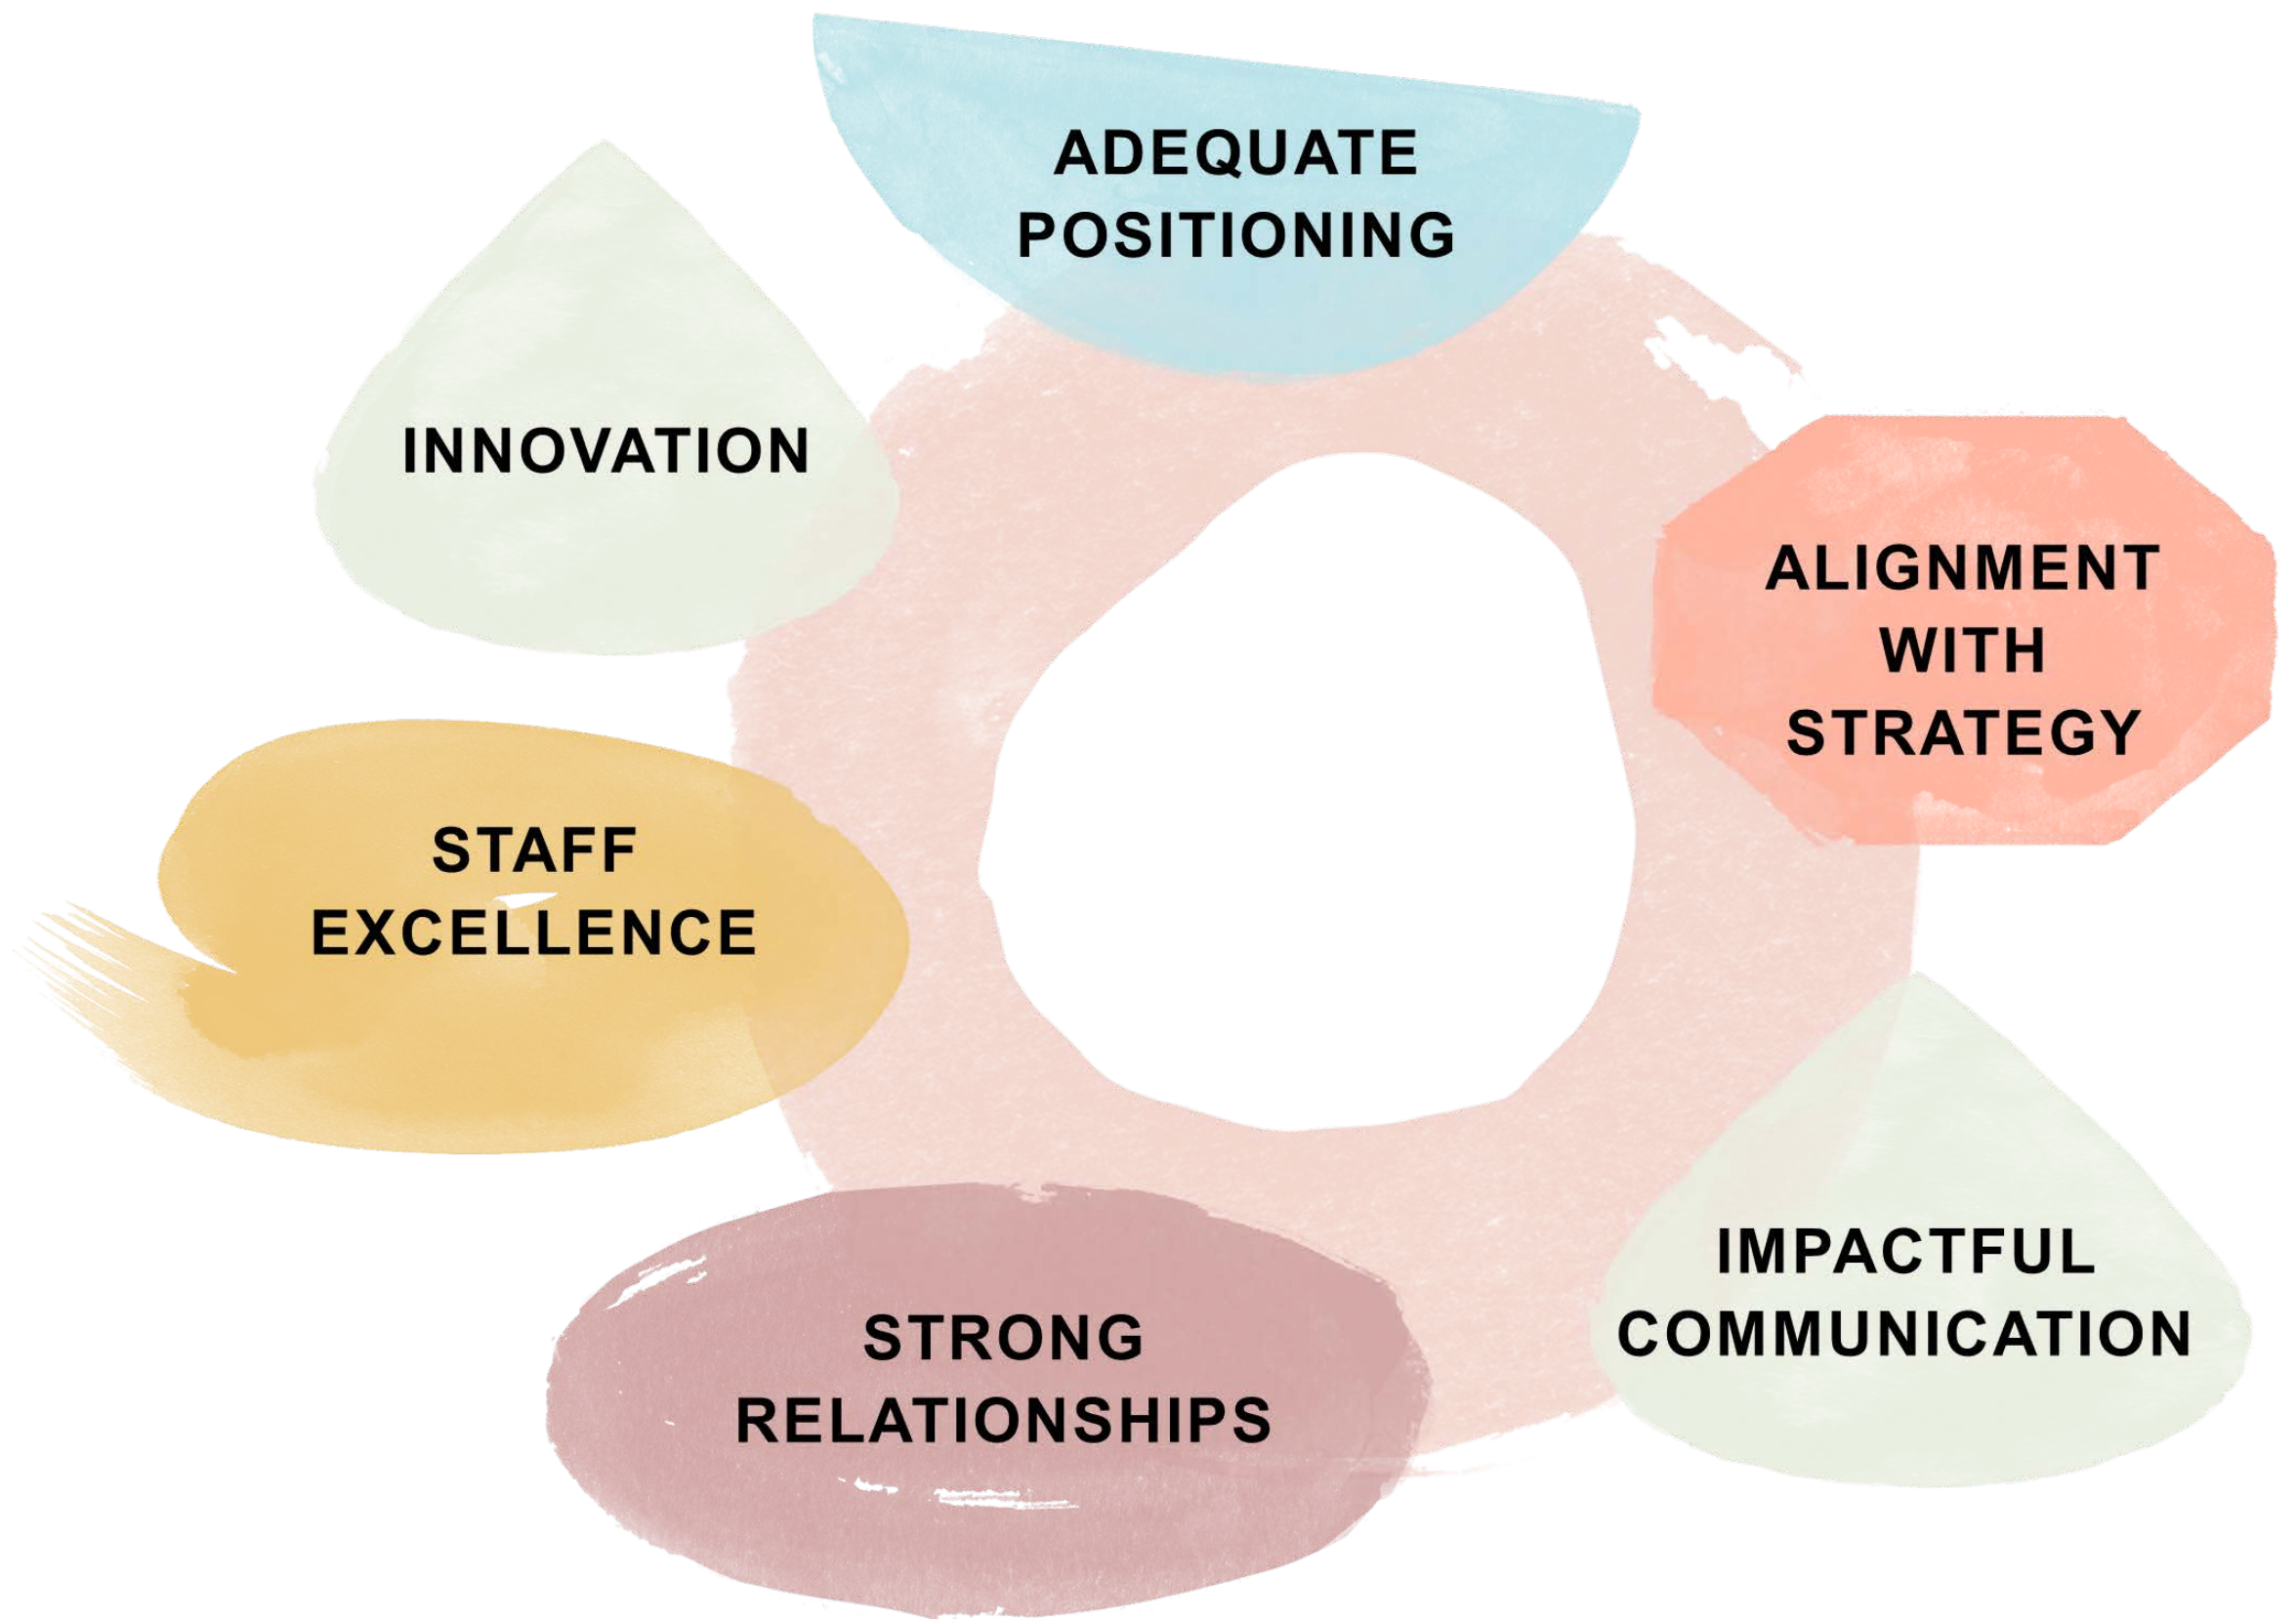 ADEQUATE
POSITIONING
INNOVATION
ALIGNMENT
WITH
STRATEGY
STAFF
EXCELLENCE
IMPACTFUL
COMMUNICATION
STRONG
RELATIONSHIPS